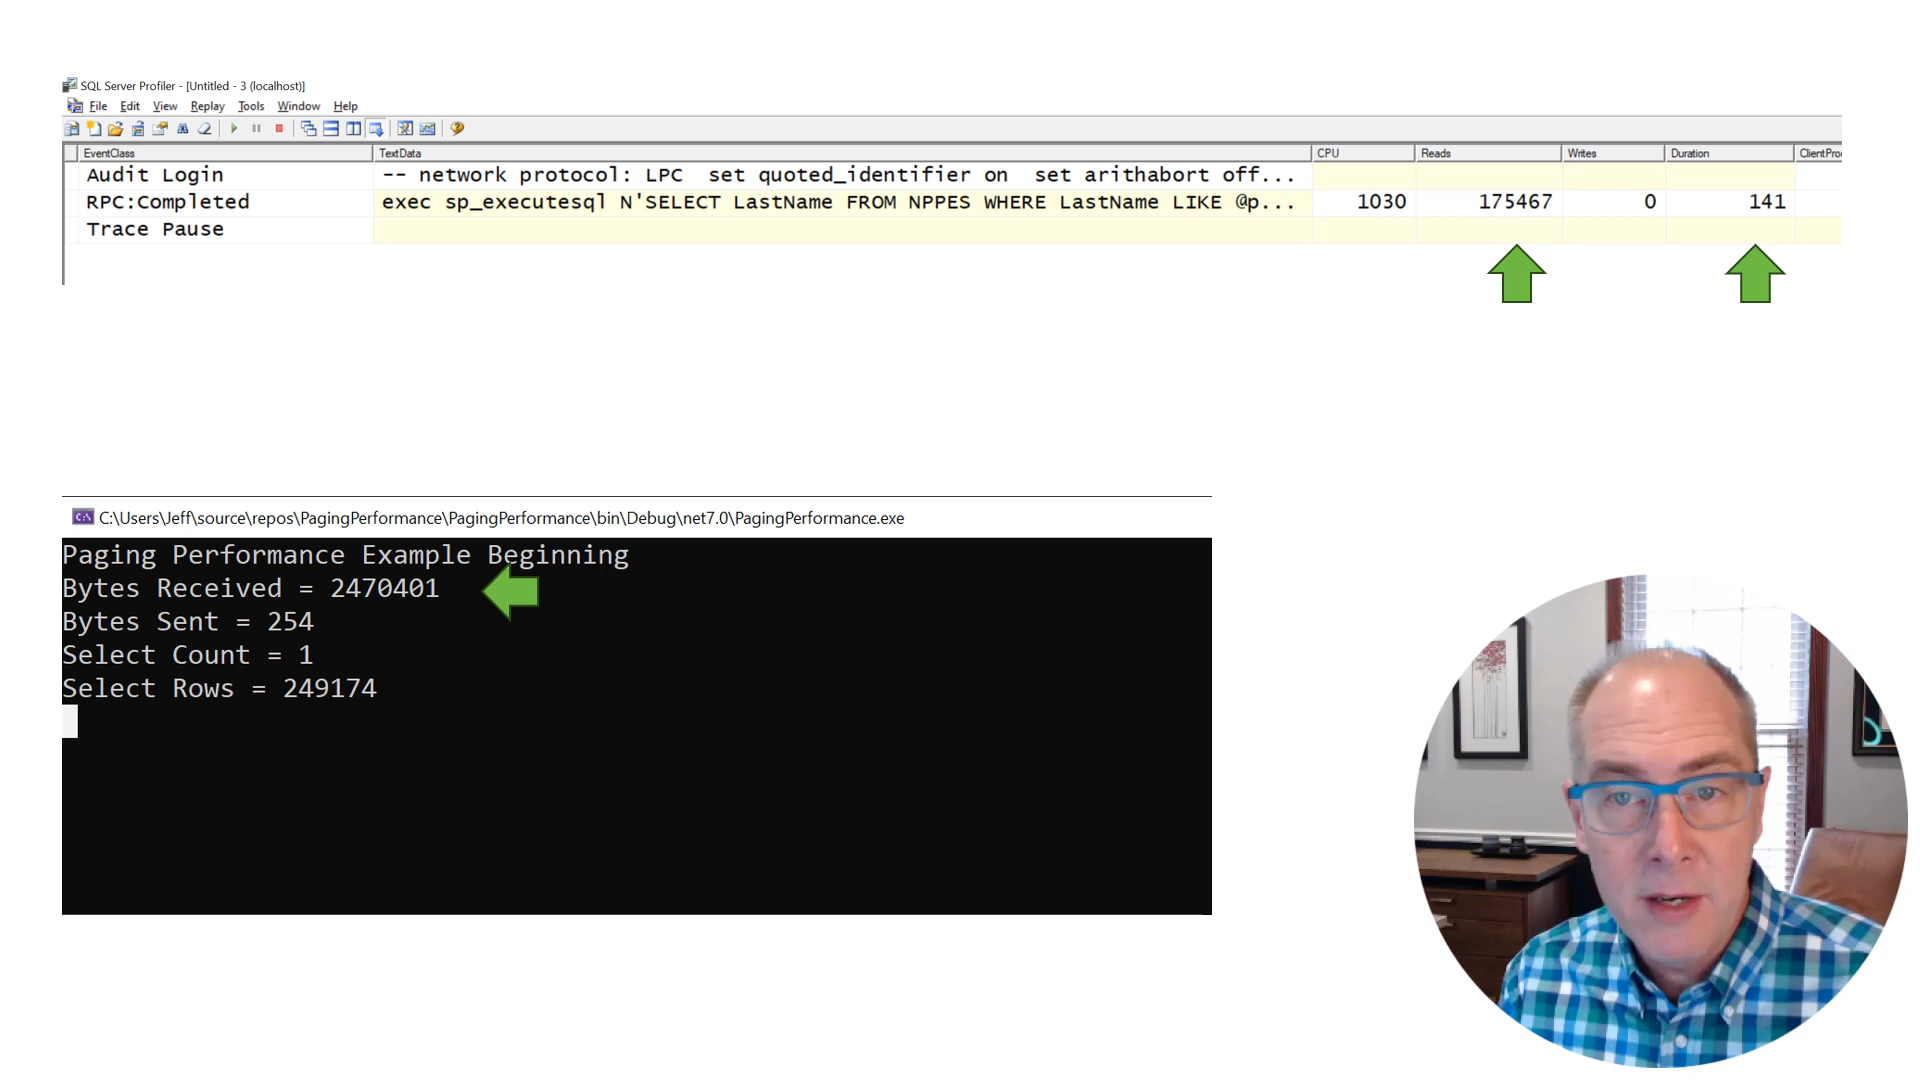 SQL Server Profiler - [Untitled - 3 (localhost)]
File Edit View Replay Tools Window Help
EventClass TextData CPU Reads Writes Duration ClientPro
Audit Login -- network protocol: LPC set quoted_identifier on set arithabort off...
RPC:Completed exec sp_executesql N'SELECT LastName FROM NPPES WHERE LastName LIKE @p... 1030 175467 0 141
Trace Pause
C:\Users\Jeff\source\repos\PagingPerformance\PagingPerformance\bin\Debug\net7.0\PagingPerformance.exe
Paging Performance Example Beginning
Bytes Received = 2470401
Bytes Sent = 254
Select Count = 1
Select Rows = 249174